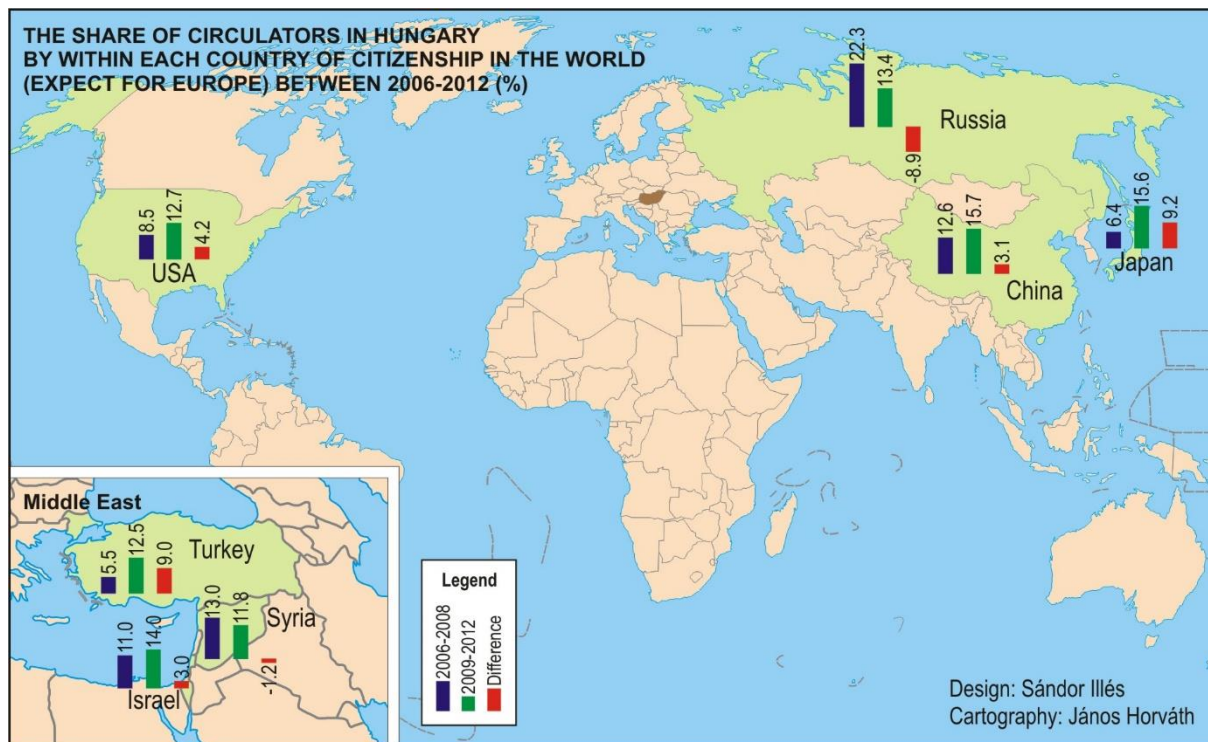 THE SHARE OF CIRCULATORS IN HUNGARY
BY WITHIN EACH COUNTRY OF CITIZENSHIP IN THE WORLD
(EXPECT FOR EUROPE) BETWEEN 2006-2012 (%)
22.3
13.4
-8.9
Russia
8.5
12.7
4.2
USA
12.6
15.7
3.1
China
6.4
15.6
9.2
Japan
Middle East
5.5
12.5
9.0
Turkey
13.0
11.8
-1.2
Syria
11.0
14.0
3.0
Israel
Legend
2006-2008
2009-2012
Difference
Design: Sándor Illés
Cartography: János Horváth